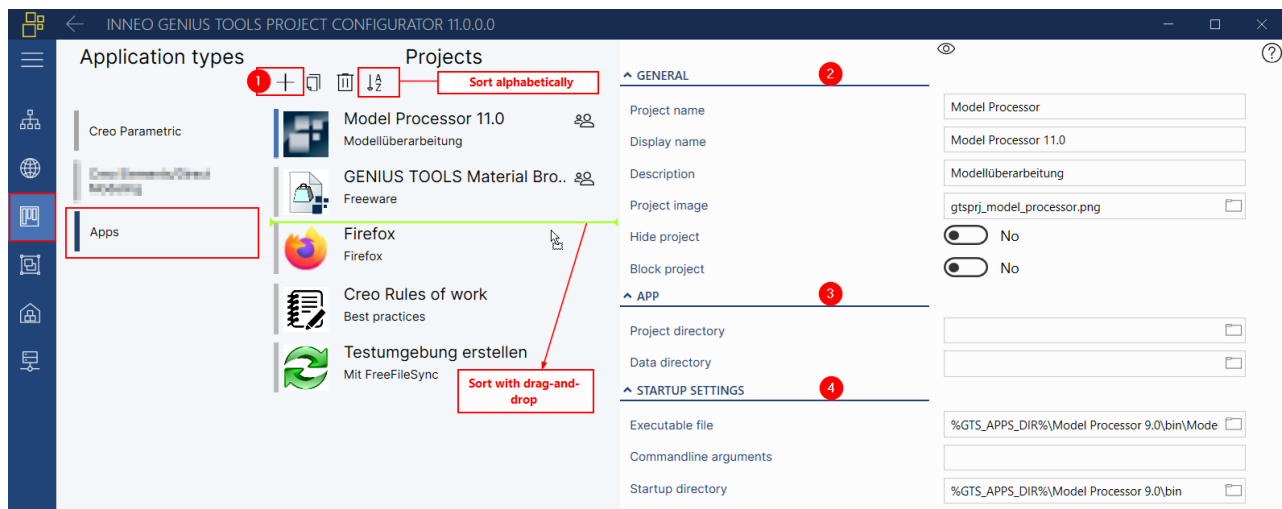 INNEO GENIUS TOOLS PROJECT CONFIGURATOR 11.0.0.0
Application types
Projects
1
Sort alphabetically
Creo Parametric
Apps
Model Processor 11.0
Modellüberarbeitung
GENIUS TOOLS Material Bro..
Freeware
Firefox
Firefox
Creo Rules of work
Best practices
Testumgebung erstellen
Mit FreeFileSync
Sort with drag-and-
drop
GENERAL 2
Project name Model Processor
Display name Model Processor 11.0
Description Modellüberarbeitung
Project image gtsprj_model_processor.png
Hide project No
Block project No
APP 3
Project directory
Data directory
STARTUP SETTINGS 4
Executable file %GTS_APPS_DIR%\Model Processor 9.0\bin\Mode
Commandline arguments
Startup directory %GTS_APPS_DIR%\Model Processor 9.0\bin